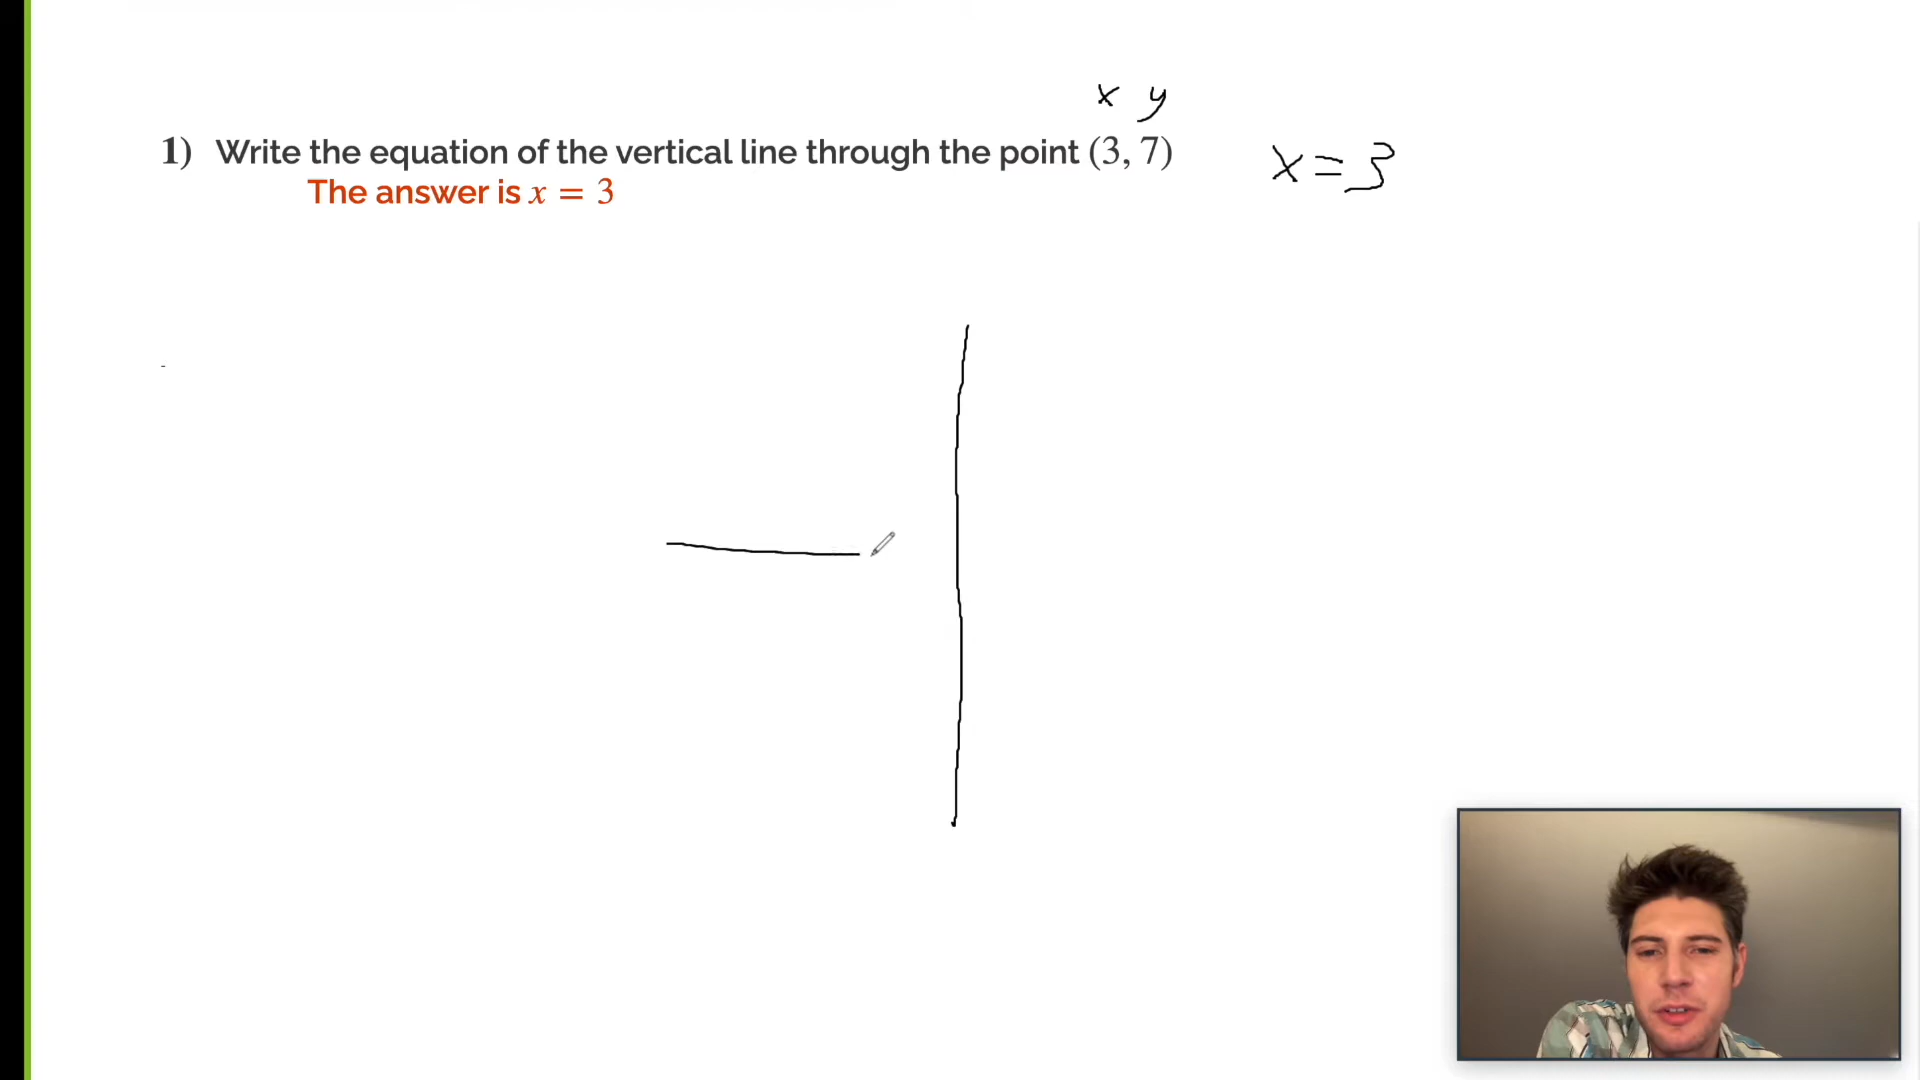 x y
1) Write the equation of the vertical line through the point (3, 7)
x = 3
The answer is x = 3